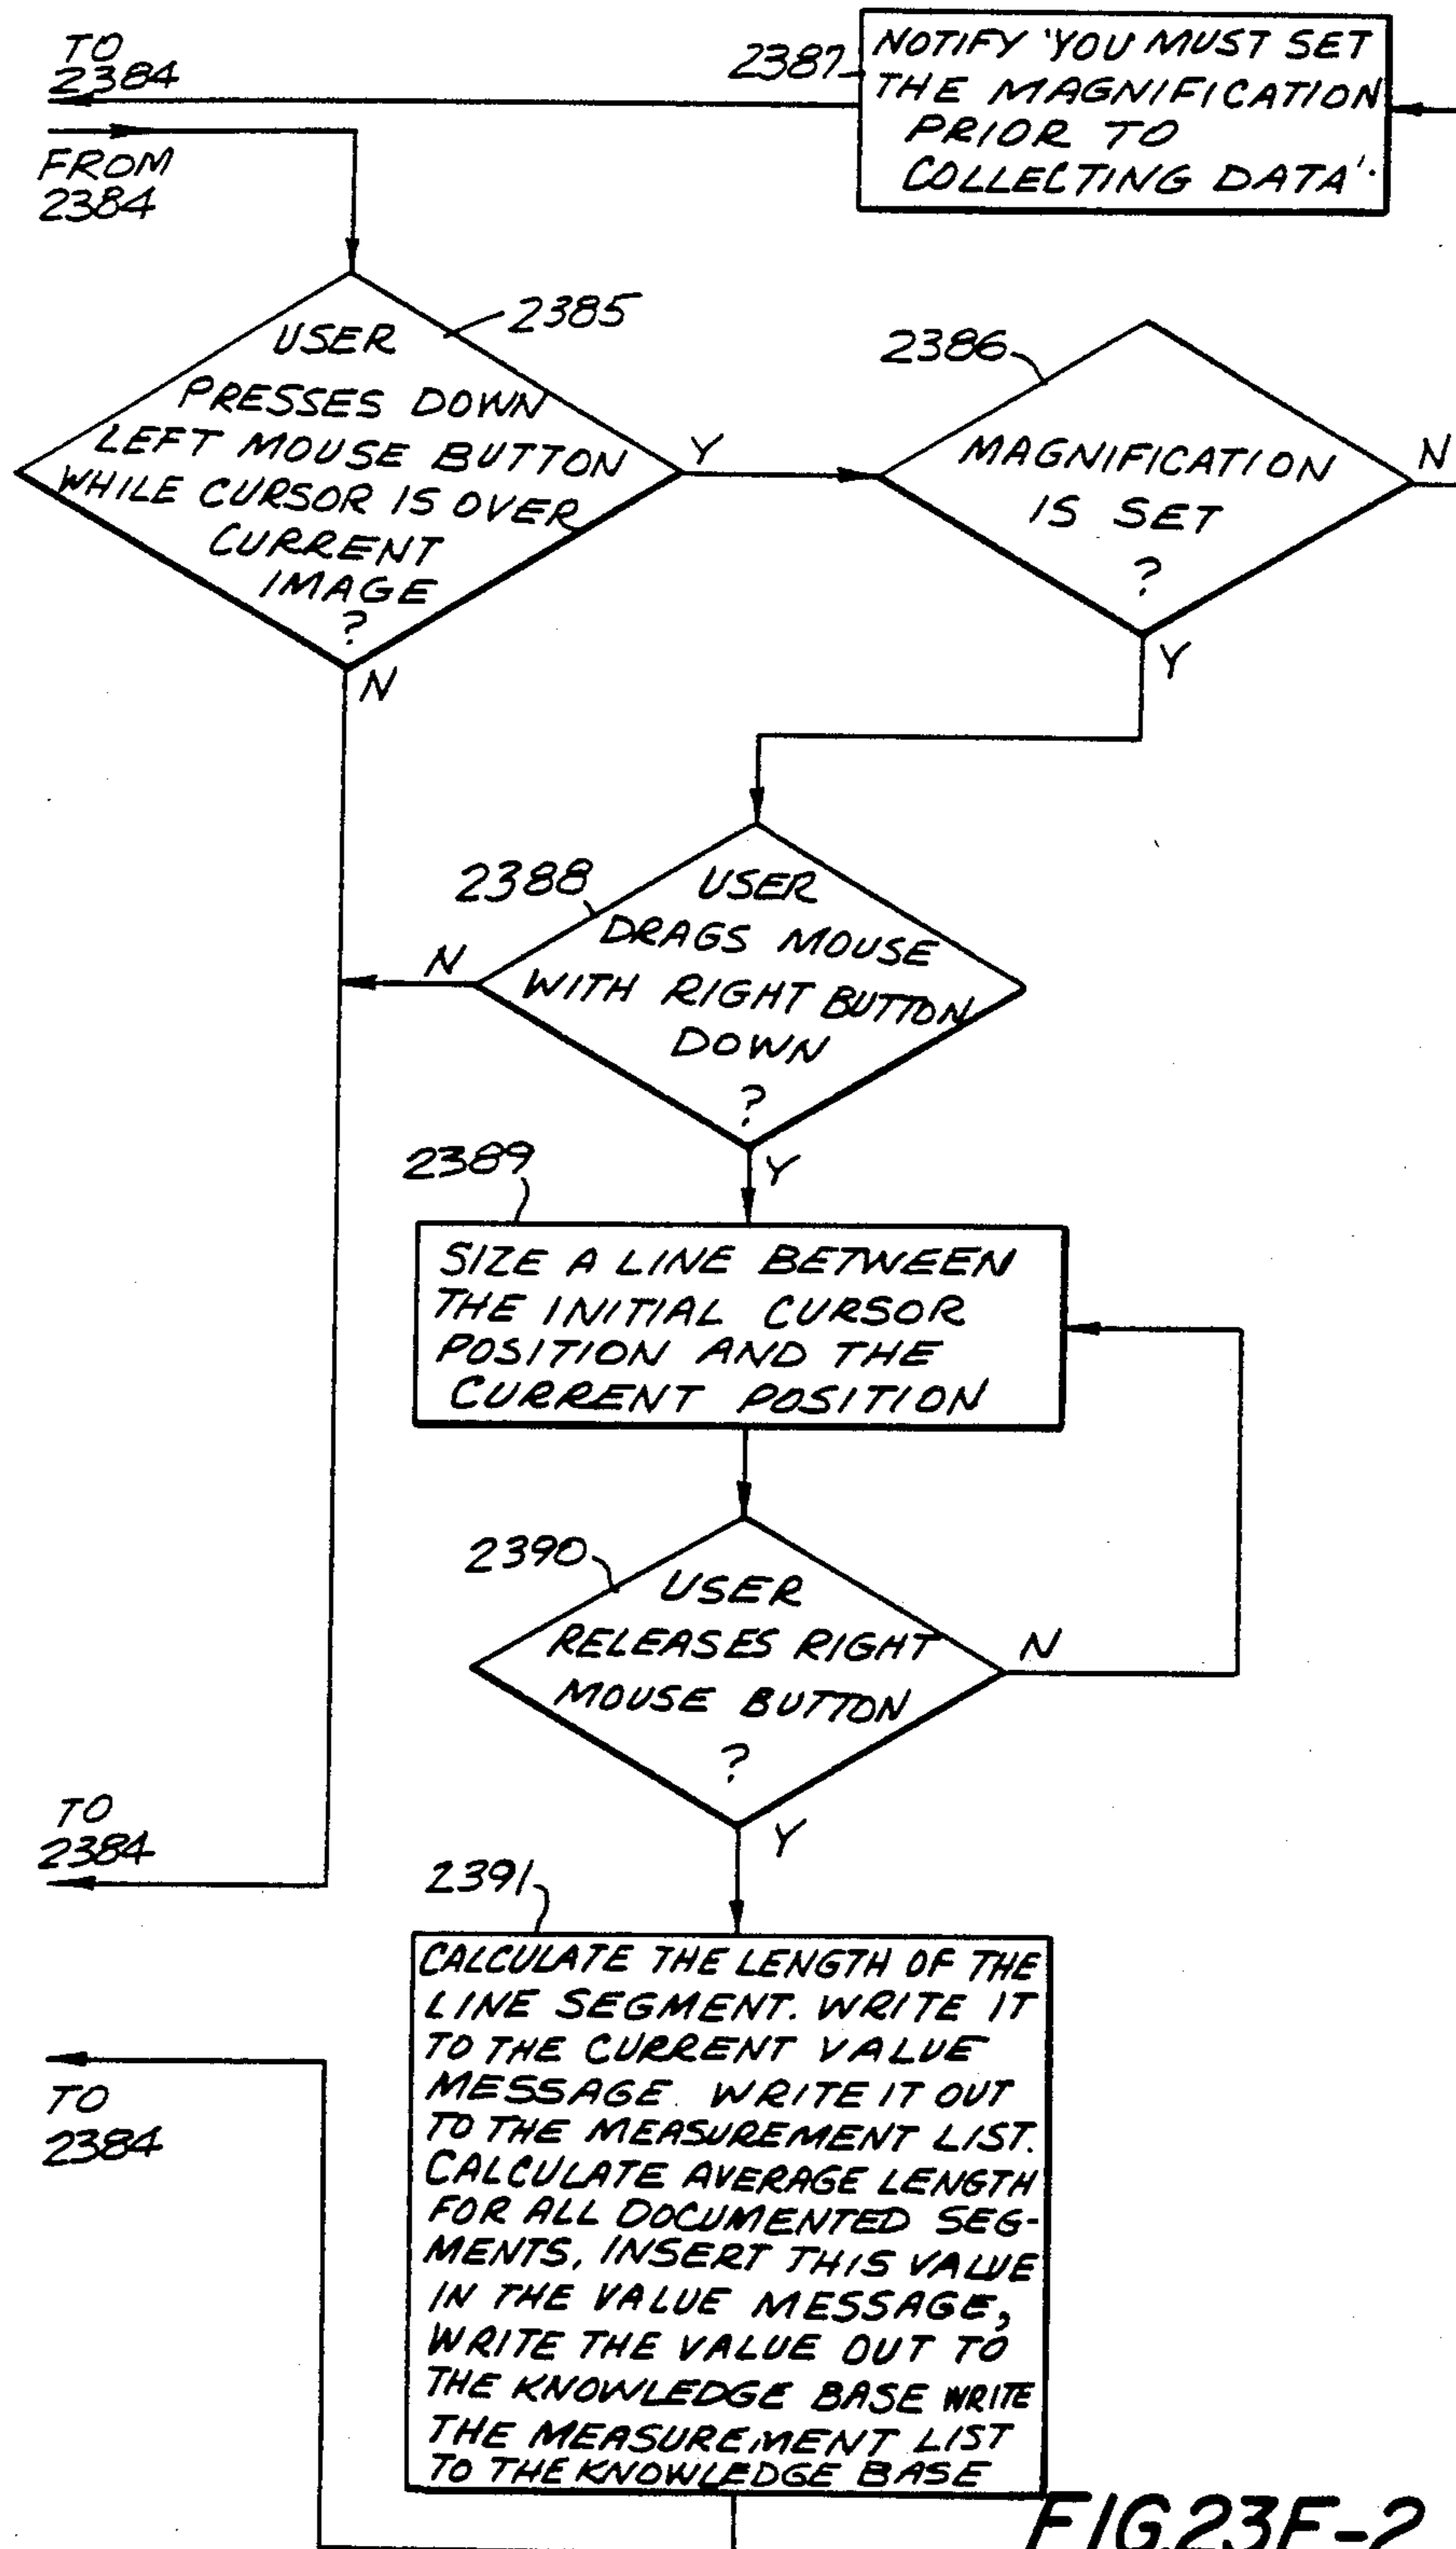 TO
2384
FROM
2384
2387
NOTIFY 'YOU MUST SET
THE MAGNIFICATION
PRIOR TO
COLLECTING DATA'.
2385
USER
PRESSES DOWN
LEFT MOUSE BUTTON
WHILE CURSOR IS OVER
CURRENT
IMAGE
?
Y
N
2386
MAGNIFICATION
IS SET
?
N
Y
2388
USER
DRAGS MOUSE
WITH RIGHT BUTTON
DOWN
?
N
Y
2389
SIZE A LINE BETWEEN
THE INITIAL CURSOR
POSITION AND THE
CURRENT POSITION
2390
USER
RELEASES RIGHT
MOUSE BUTTON
?
N
Y
TO
2384
2391
CALCULATE THE LENGTH OF THE
LINE SEGMENT. WRITE IT
TO THE CURRENT VALUE
MESSAGE. WRITE IT OUT
TO THE MEASUREMENT LIST.
CALCULATE AVERAGE LENGTH
FOR ALL DOCUMENTED SEG-
MENTS, INSERT THIS VALUE
IN THE VALUE MESSAGE,
WRITE THE VALUE OUT TO
THE KNOWLEDGE BASE WRITE
THE MEASUREMENT LIST
TO THE KNOWLEDGE BASE
TO
2384
FIG.23F-2